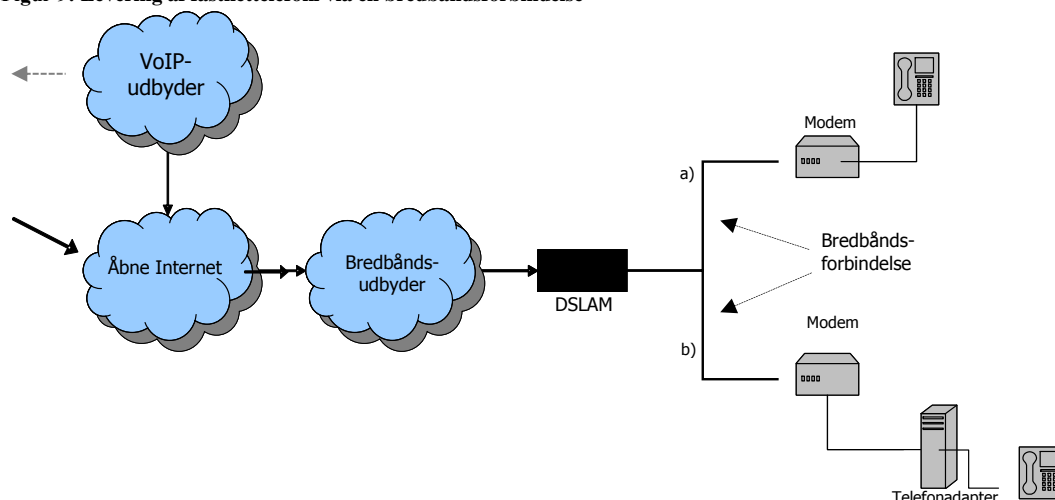 Figur 9: Levering af fastnettelefoni via en bredbåndsforbindelse
VoIP-
udbyder
Modem
a)
Åbne Internet
Bredbånds-
udbyder
Bredbånds-
forbindelse
DSLAM
Modem
b)
Telefonadapter